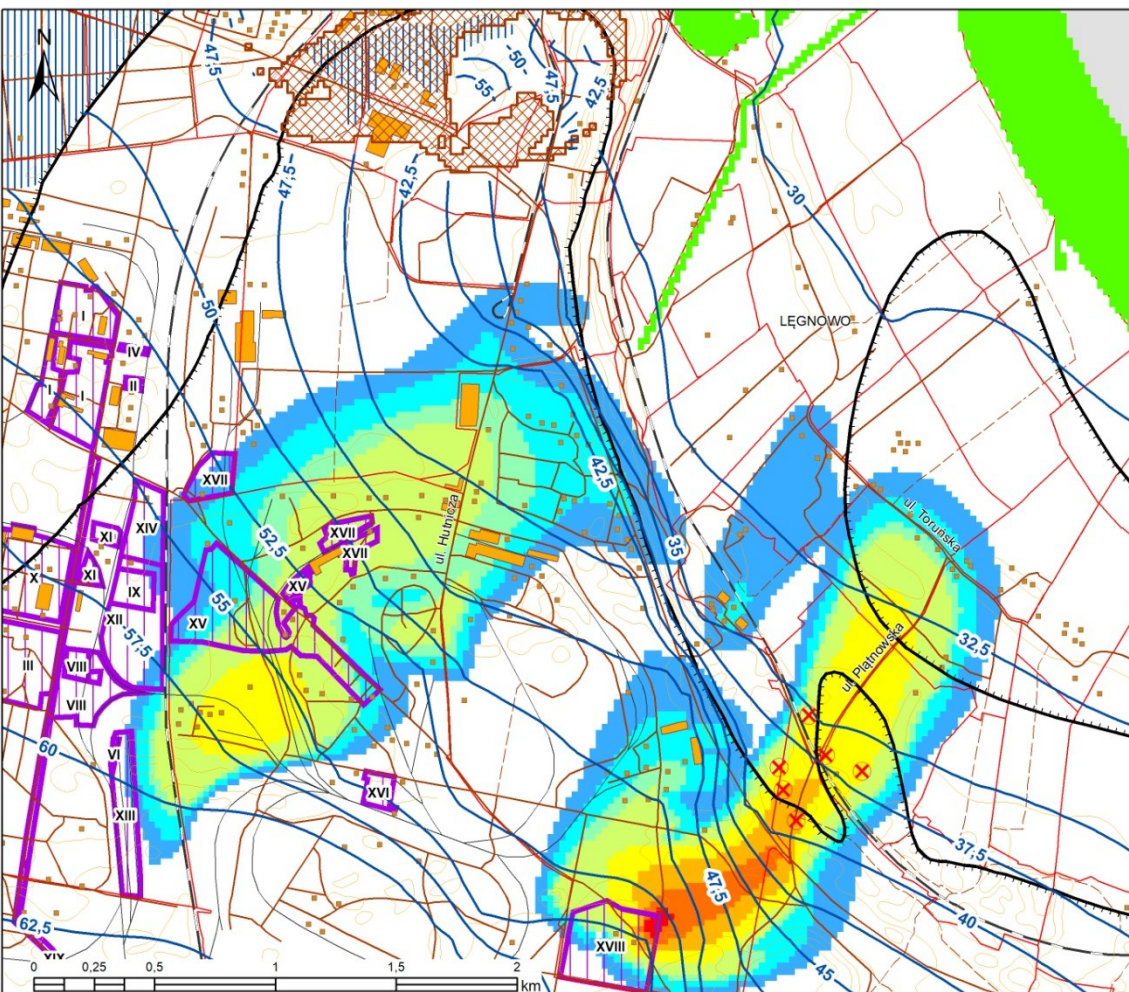 N
47,5
50
55
47,5
42,5
47,5
42,5
30
I
50
LĘGNOWO
IV
I
I
II
XVII
ul. Hutnicza
42,5
ul. Toruńska
XIV
XI
52,5
XVII
XVII
35
X
XI
IX
XV
55
XV
XII
57,5
32,5
ul. Plątnowska
III
VIII
VIII
60
VI
XVI
XIII
37,5
47,5
40
62,5
XVIII
XIX
45
0 0,25 0,5 1 1,5 2
km